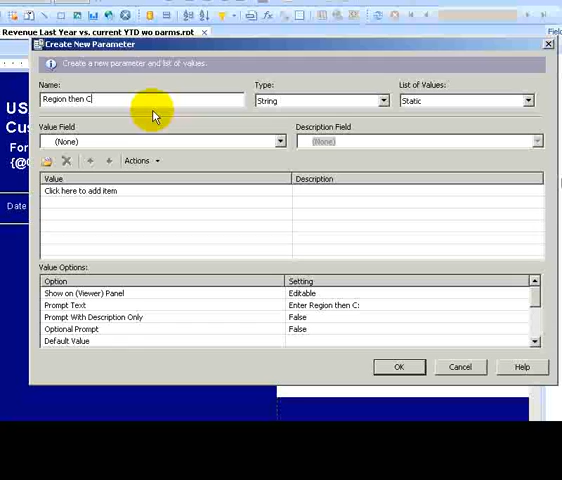 Revenue Last Year vs. current YTD wo parms.rpt ×
Field
Create New Parameter
Create a new parameter and list of values.
Name: Type: List of Values:
Region then C String Static
US
Cus
For
{@C
Date
Value Field Description Field
(None) (None)
Actions
Value Description
Click here to add item
Value Options:
Option Setting
Show on (Viewer) Panel Editable
Prompt Text Enter Region then C:
Prompt With Description Only False
Optional Prompt False
Default Value
OK Cancel Help